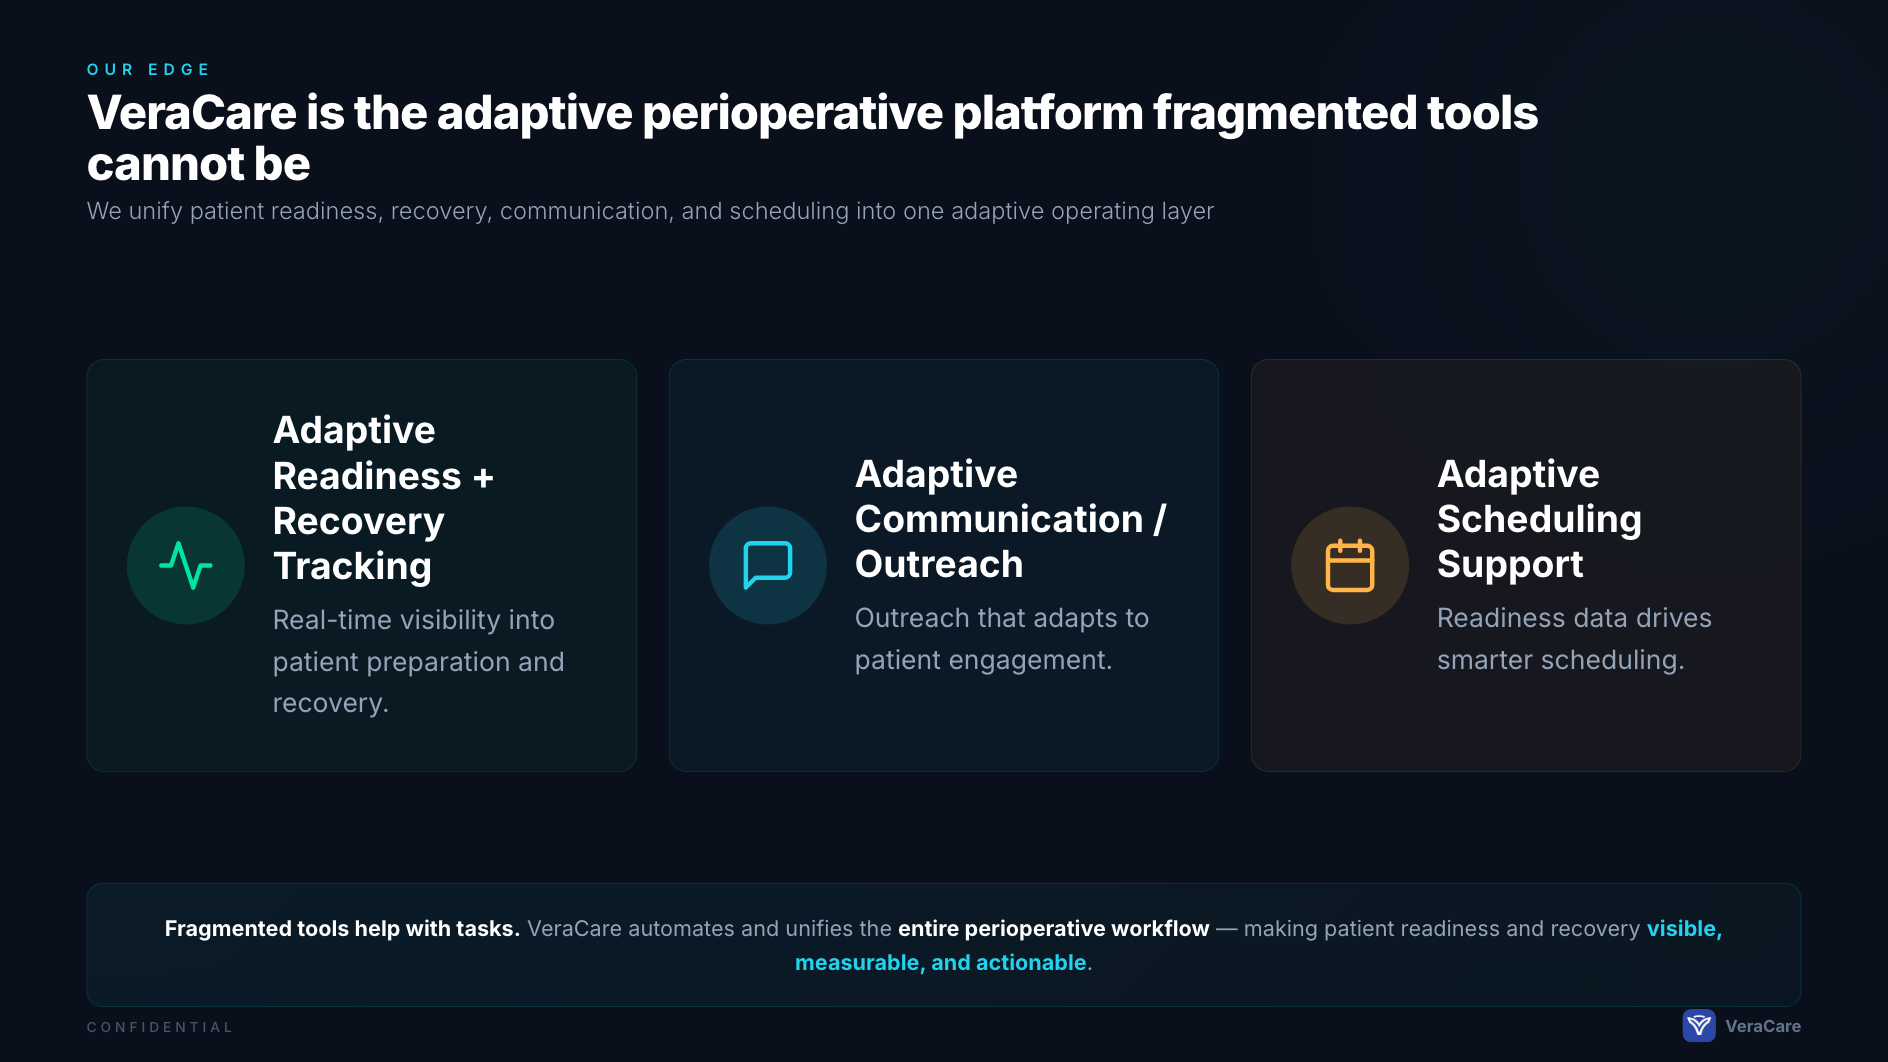 OUR EDGE
VeraCare is the adaptive perioperative platform fragmented tools
cannot be
We unify patient readiness, recovery, communication, and scheduling into one adaptive operating layer
Adaptive
Readiness +
Recovery
Tracking
Real-time visibility into
patient preparation and
recovery.
Adaptive
Communication /
Outreach
Outreach that adapts to
patient engagement.
Adaptive
Scheduling
Support
Readiness data drives
smarter scheduling.
Fragmented tools help with tasks. VeraCare automates and unifies the entire perioperative workflow — making patient readiness and recovery visible,
measurable, and actionable.
CONFIDENTIAL
VeraCare